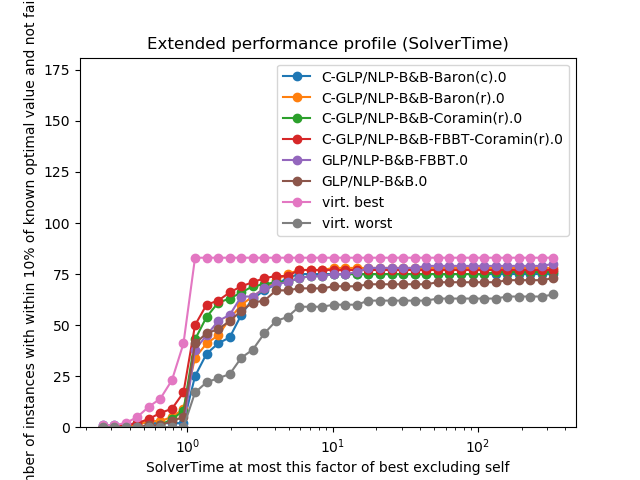 Extended performance profile (SolverTime)
of instances with within 10% of known optimal value and not
175
150
125
100
75
50
25
0
C-GLP/NLP-B&B-Baron(c).0
C-GLP/NLP-B&B-Baron(r).0
C-GLP/NLP-B&B-Coramin(r).0
C-GLP/NLP-B&B-FBBT-Coramin(r).0
GLP/NLP-B&B-FBBT.0
GLP/NLP-B&B.0
virt. best
virt. worst
10⁰ 10¹ 10²
SolverTime at most this factor of best excluding self